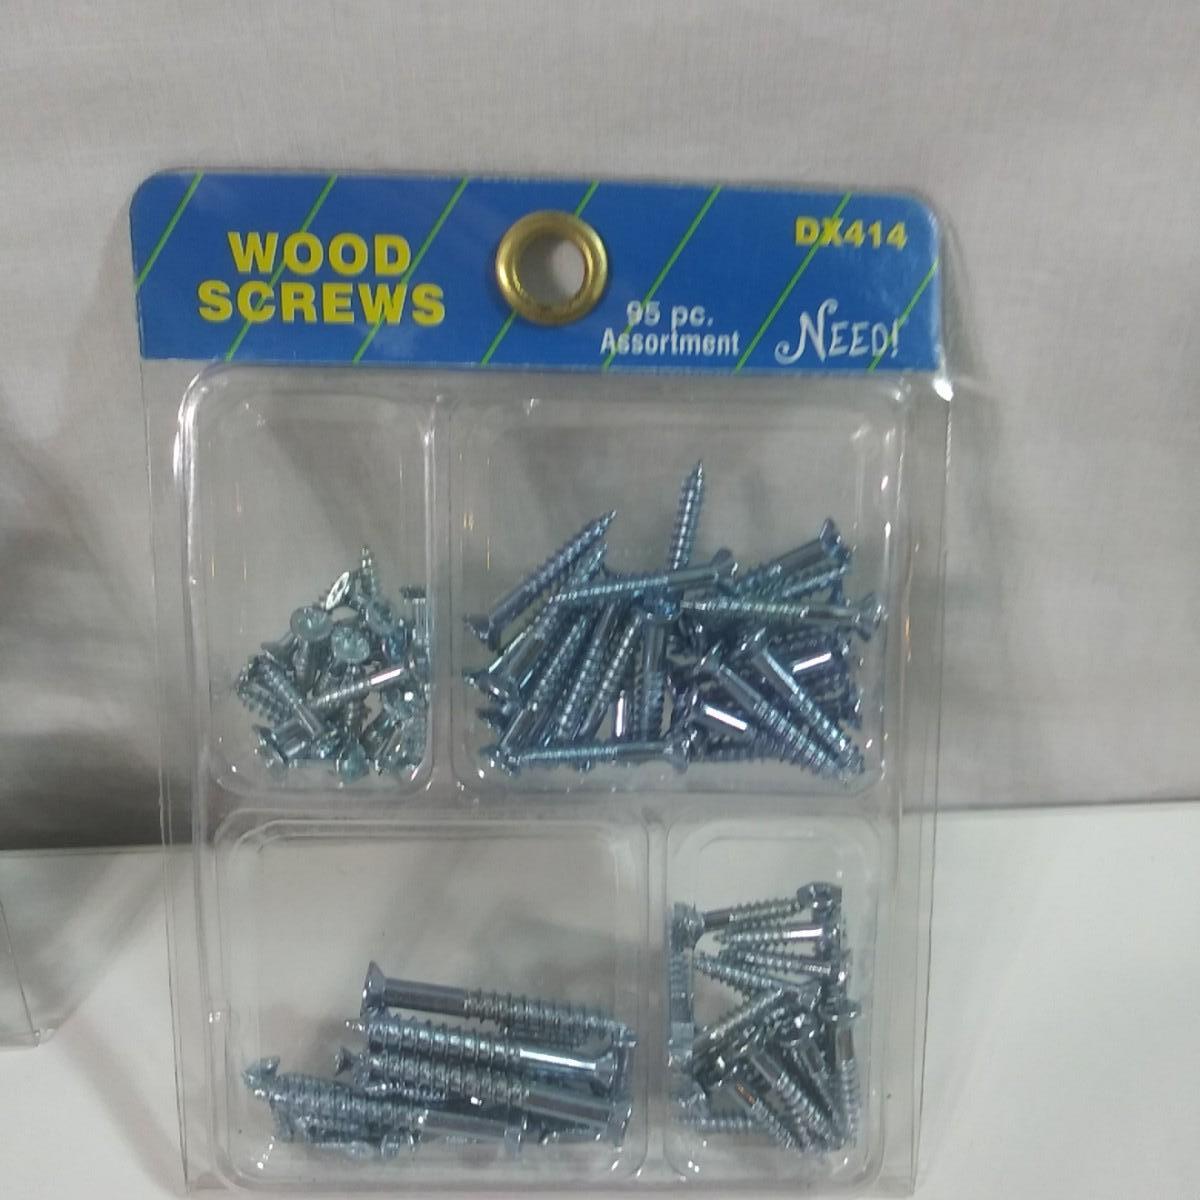 WOOD
SCREWS
DX414
95 pc.
Assortment
NEED!